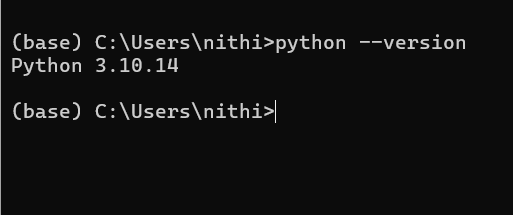 (base) C:\Users\nithi>python --version
Python 3.10.14
(base) C:\Users\nithi>